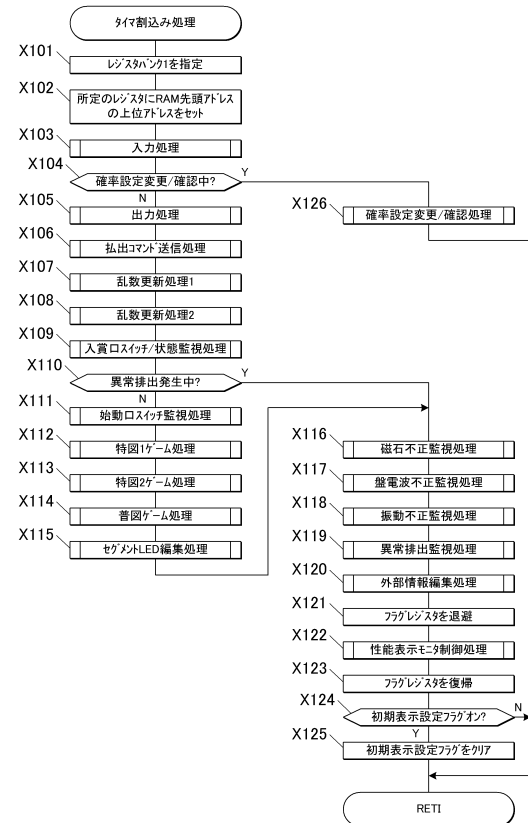 タイマ割込み処理
X101
レジスタバンク1を指定
X102
所定のレジスタにRAM先頭アドレス
の上位アドレスをセット
X103
入力処理
X104
確率設定変更/確認中?
Y
N
X105
出力処理
X126
確率設定変更/確認処理
X106
払出コマンド送信処理
X107
乱数更新処理1
X108
乱数更新処理2
X109
入賞口スイッチ/状態監視処理
X110
異常排出発生中?
Y
N
X111
始動口スイッチ監視処理
X112
特図1ゲーム処理
X113
特図2ゲーム処理
X114
普図ゲーム処理
X115
セグメントLED編集処理
X116
磁石不正監視処理
X117
盤電波不正監視処理
X118
振動不正監視処理
X119
異常排出監視処理
X120
外部情報編集処理
X121
フラグレジスタを退避
X122
性能表示モニタ制御処理
X123
フラグレジスタを復帰
X124
初期表示設定フラグオン?
N
Y
X125
初期表示設定フラグをクリア
RETI